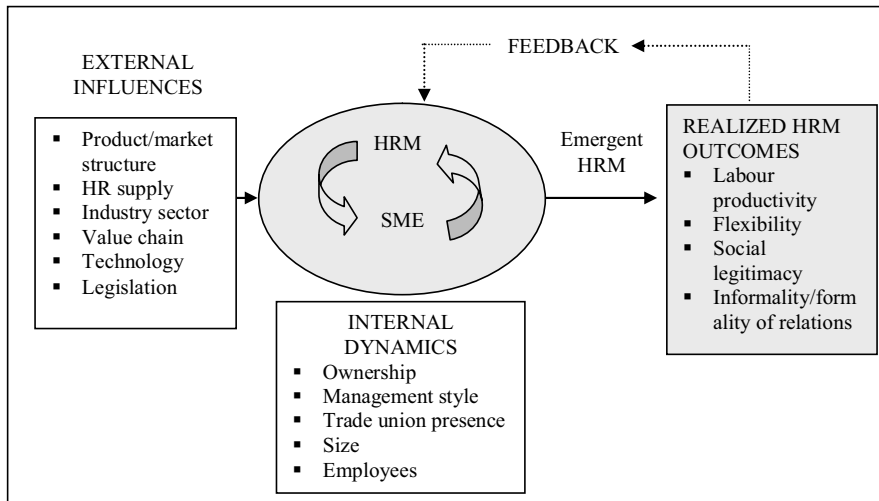 EXTERNAL
INFLUENCES
▪ Product/market
structure
▪ HR supply
▪ Industry sector
▪ Value chain
▪ Technology
▪ Legislation
FEEDBACK
HRM
SME
Emergent
HRM
REALIZED HRM
OUTCOMES
▪ Labour
productivity
▪ Flexibility
▪ Social
legitimacy
▪ Informality/form
ality of relations
INTERNAL
DYNAMICS
▪ Ownership
▪ Management style
▪ Trade union presence
▪ Size
▪ Employees